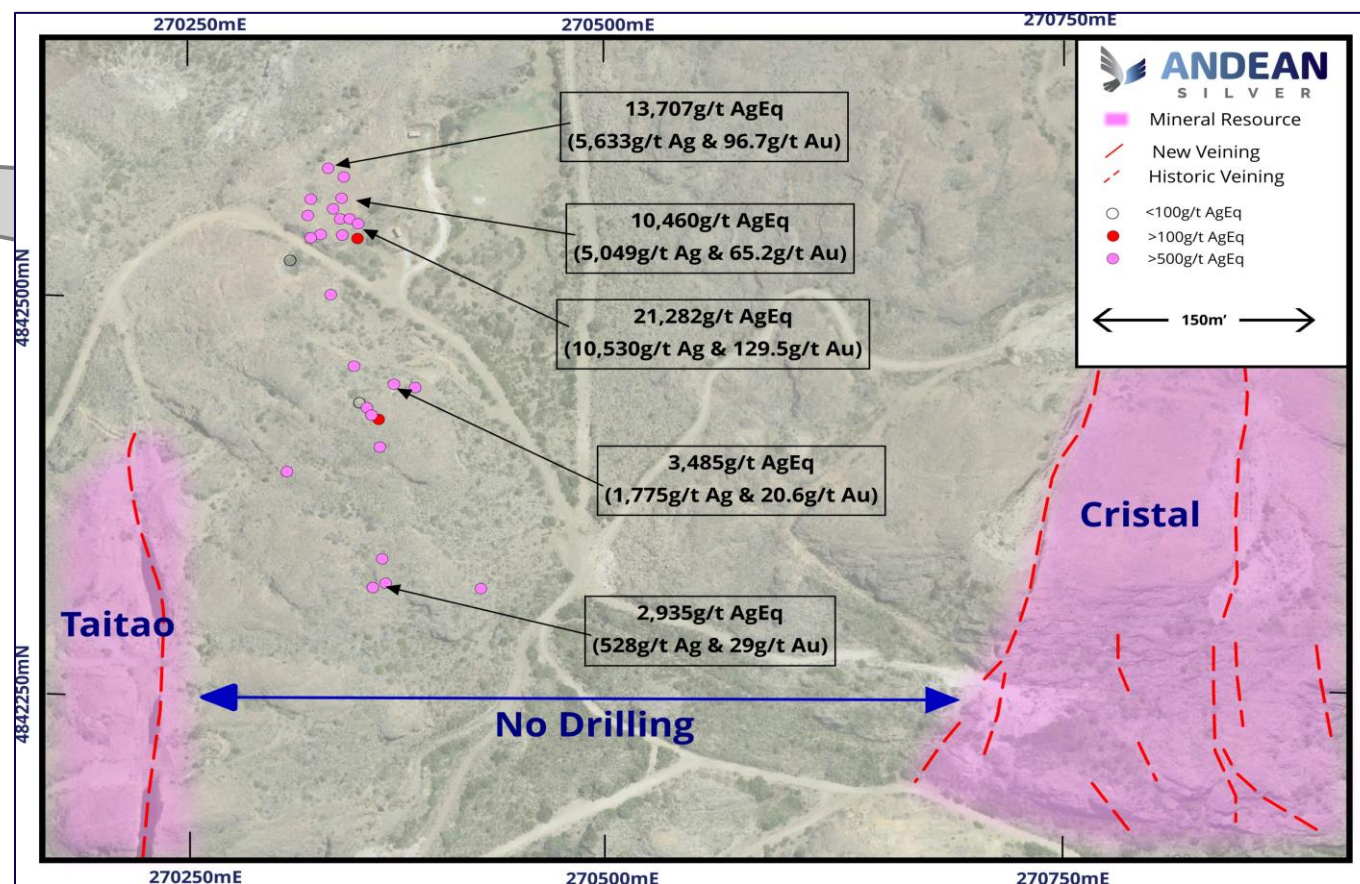 270250mE
270500mE
270750mE
ANDEAN
SILVER
Mineral Resource
New Veining
Historic Veining
<100g/t AgEq
>100g/t AgEq
>500g/t AgEq
150m’
13,707g/t AgEq
(5,633g/t Ag & 96.7g/t Au)
10,460g/t AgEq
(5,049g/t Ag & 65.2g/t Au)
21,282g/t AgEq
(10,530g/t Ag & 129.5g/t Au)
4842500mN
3,485g/t AgEq
(1,775g/t Ag & 20.6g/t Au)
Cristal
Taitao
2,935g/t AgEq
(528g/t Ag & 29g/t Au)
4842250mN
No Drilling
270250mE
270500mE
270750mE